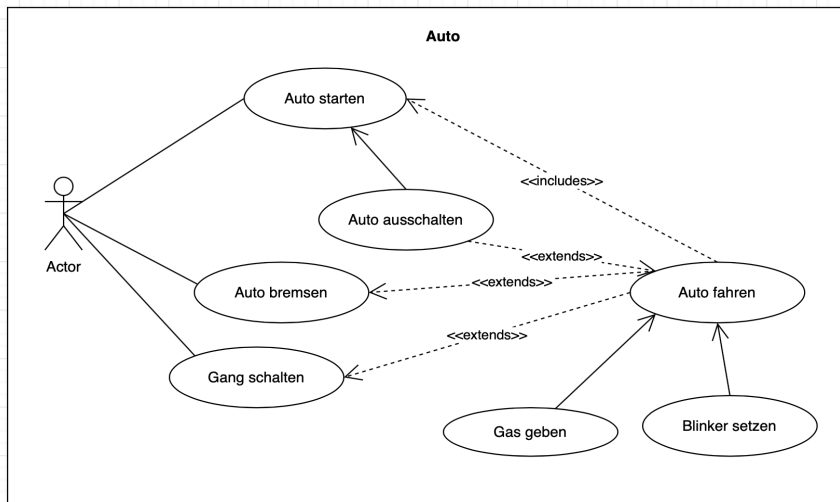 Auto
Auto starten
<<includes>>
Auto ausschalten
<<extends>>
Actor
<<extends>>
Auto bremsen
Auto fahren
<<extends>>
Gang schalten
Gas geben
Blinker setzen